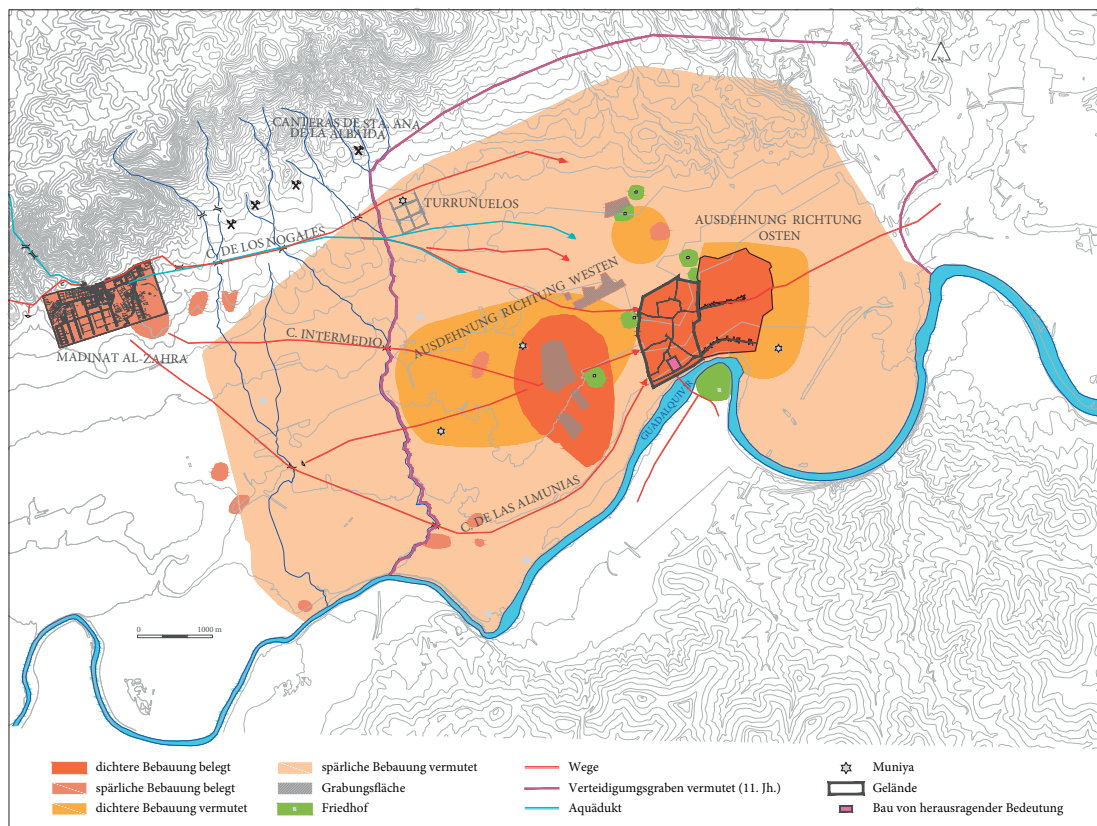 N
CANTERAS DE STA. ANA
DE LA ALBAIDA
TURRUÑUELOS
AUSDEHNUNG RICHTUNG
OSTEN
C. DE LOS NOGALES
AUSDEHNUNG RICHTUNG WESTEN
C. INTERMEDIO
MADINAT AL-ZAHRA
GUADALQUIVIR
C. DE LAS ALMUNIAS
0 1000 m
dichtere Bebauung belegt
spärliche Bebauung belegt
dichtere Bebauung vermutet
spärliche Bebauung vermutet
Grabungsfläche
Friedhof
Wege
Verteidigungsgraben vermutet (11. Jh.)
Aquädukt
Muniya
Gelände
Bau von herausragender Bedeutung